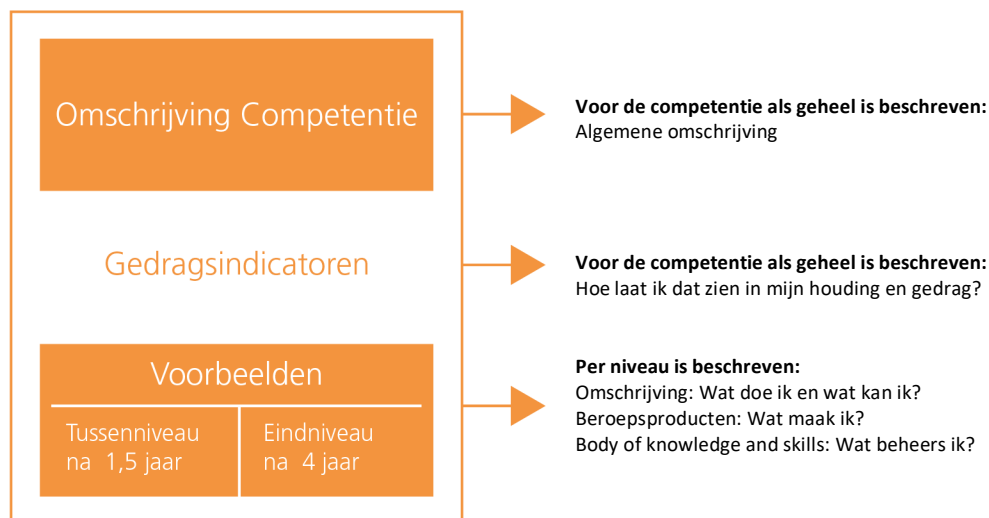 Omschrijving Competentie
Voor de competentie als geheel is beschreven:
Algemene omschrijving
Gedragsindicatoren
Voor de competentie als geheel is beschreven:
Hoe laat ik dat zien in mijn houding en gedrag?
Voorbeelden
Tussenniveau
na 1,5 jaar
Eindniveau
na 4 jaar
Per niveau is beschreven:
Omschrijving: Wat doe ik en wat kan ik?
Beroepsproducten: Wat maak ik?
Body of knowledge and skills: Wat beheers ik?